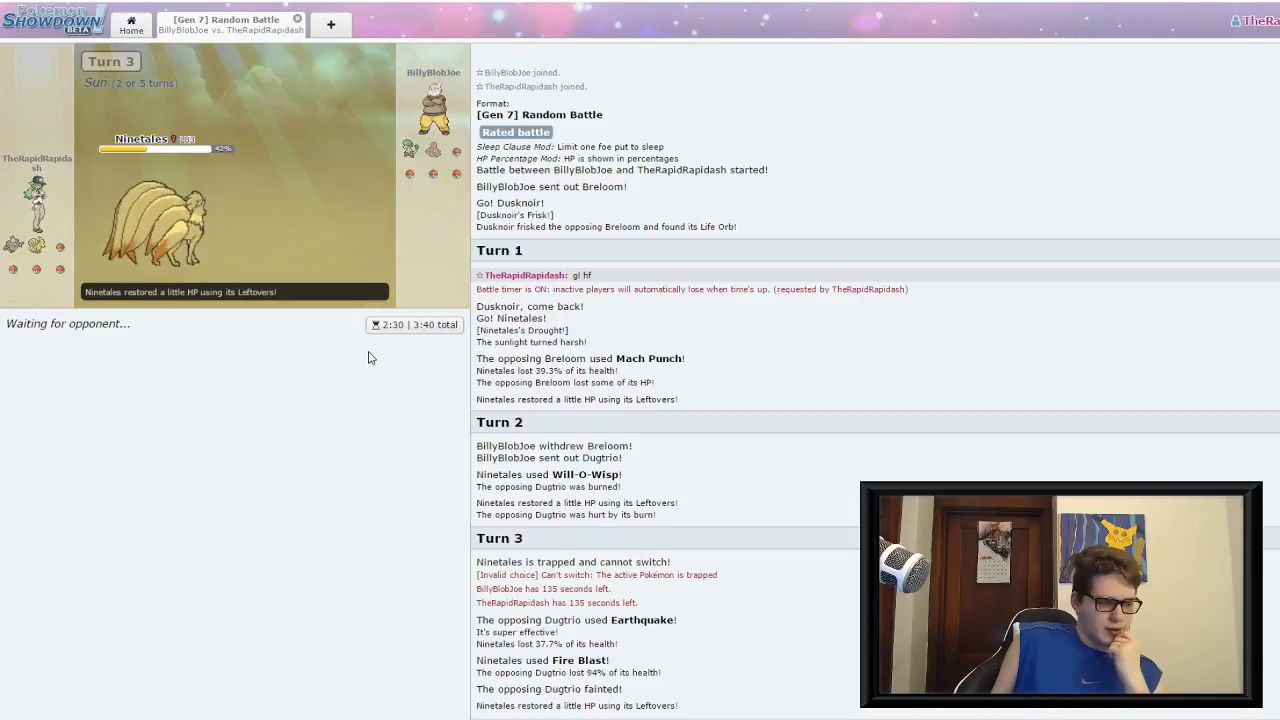 Pokémon
SHOWDOWN!
BETA
Home
[Gen 7] Random Battle
BillyBlobJoe vs. TheRapidRapidash
+
TheRa
Turn 3
Sun (2 or 5 turns)
Ninetales
183
42%
TheRapidRapida
sh
BillyBlobJoe
Ninetales restored a little HP using its Leftovers!
Waiting for opponent...
2:30 | 3:40 total
☆BillyBlobJoe joined.
☆TheRapidRapidash joined.
Format:
[Gen 7] Random Battle
Rated battle
Sleep Clause Mod: Limit one foe put to sleep
HP Percentage Mod: HP is shown in percentages
Battle between BillyBlobJoe and TheRapidRapidash started!
BillyBlobJoe sent out Breloom!
Go! Dusknoir!
[Dusknoir's Frisk!]
Dusknoir frisked the opposing Breloom and found its Life Orb!
Turn 1
☆TheRapidRapidash: gl hf
Battle timer is ON: inactive players will automatically lose when time's up. (requested by TheRapidRapidash)
Dusknoir, come back!
Go! Ninetales!
[Ninetales's Drought!]
The sunlight turned harsh!
The opposing Breloom used Mach Punch!
Ninetales lost 39.3% of its health!
The opposing Breloom lost some of its HP!
Ninetales restored a little HP using its Leftovers!
Turn 2
BillyBlobJoe withdrew Breloom!
BillyBlobJoe sent out Dugtrio!
Ninetales used Will-O-Wisp!
The opposing Dugtrio was burned!
Ninetales restored a little HP using its Leftovers!
The opposing Dugtrio was hurt by its burn!
Turn 3
Ninetales is trapped and cannot switch!
[Invalid choice] Can't switch: The active Pokémon is trapped
BillyBlobJoe has 135 seconds left.
TheRapidRapidash has 135 seconds left.
The opposing Dugtrio used Earthquake!
It's super effective!
Ninetales lost 37.7% of its health!
Ninetales used Fire Blast!
The opposing Dugtrio lost 94% of its health!
The opposing Dugtrio fainted!
Ninetales restored a little HP using its Leftovers!